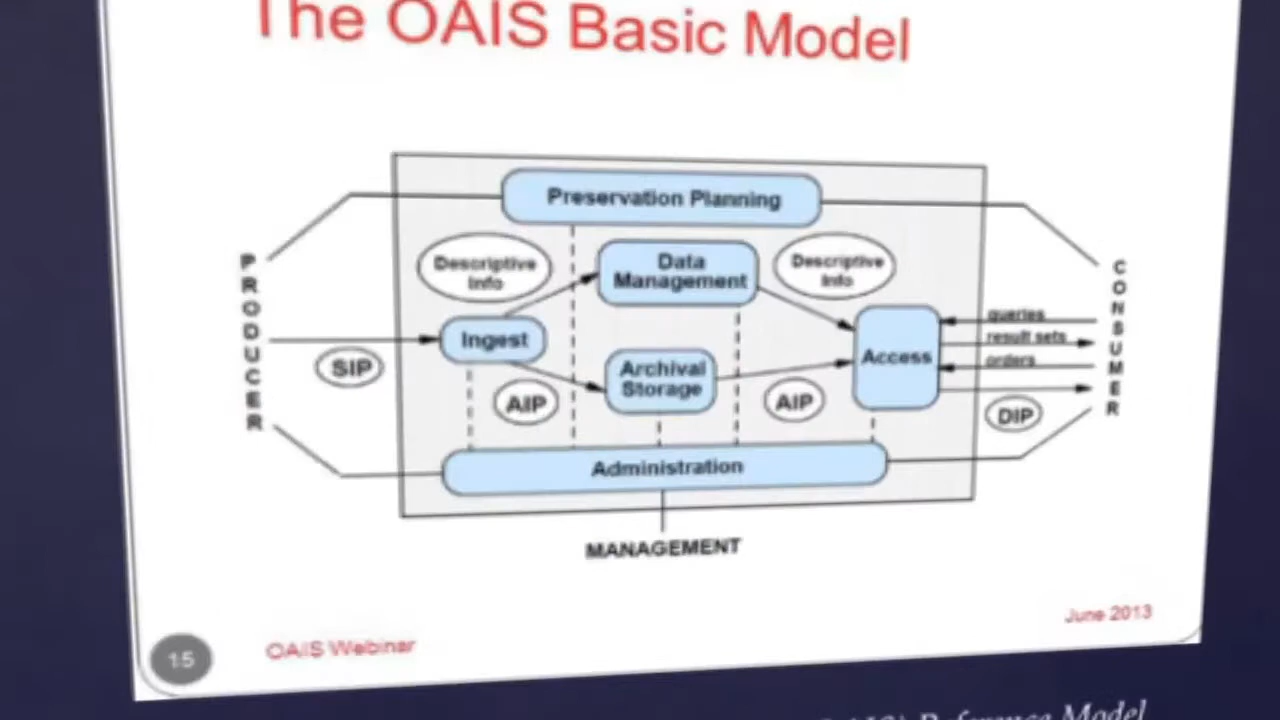 The OAIS Basic Model
Preservation Planning
Descriptive
Info
Data
Management
Descriptive
Info
PRODUCER
CONSUMER
Ingest
queries
result sets
orders
Access
SIP
Archival
Storage
AIP
AIP
DIP
Administration
MANAGEMENT
June 2013
OAIS Webinar
15
Reference Model